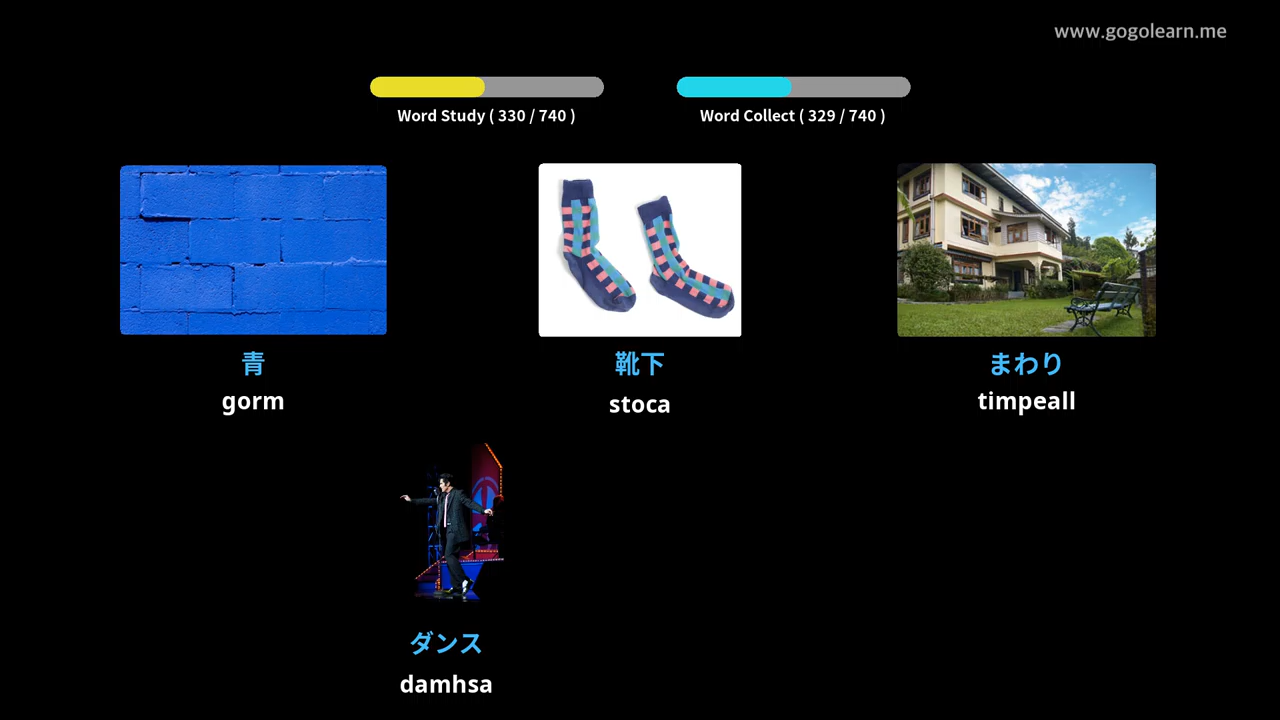 www.gogolearn.me
Word Study ( 330 / 740 )
Word Collect ( 329 / 740 )
青
gorm
靴下
stoca
まわり
timpeall
ダンス
damhsa